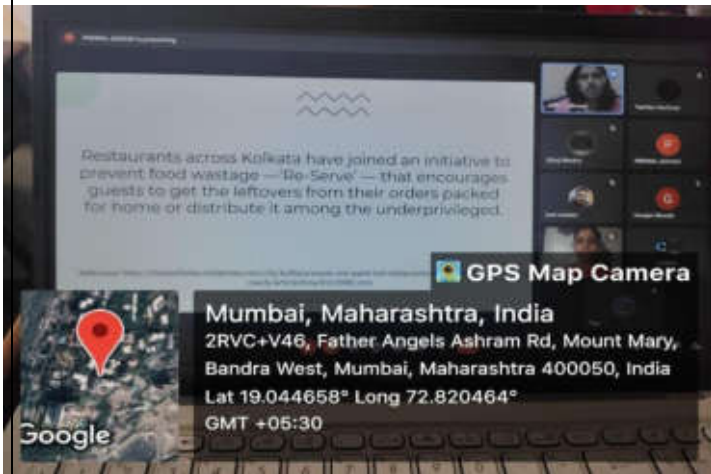 Restaurants across Kolkata have joined an initiative to
prevent food wastage —'Re-Serve' — that encourages
guests to get the leftovers from their orders packed
for home or distribute it among the underprivileged.
GPS Map Camera
Mumbai, Maharashtra, India
2RVC+V46, Father Angels Ashram Rd, Mount Mary,
Bandra West, Mumbai, Maharashtra 400050, India
Lat 19.044658° Long 72.820464°
GMT +05:30
Google